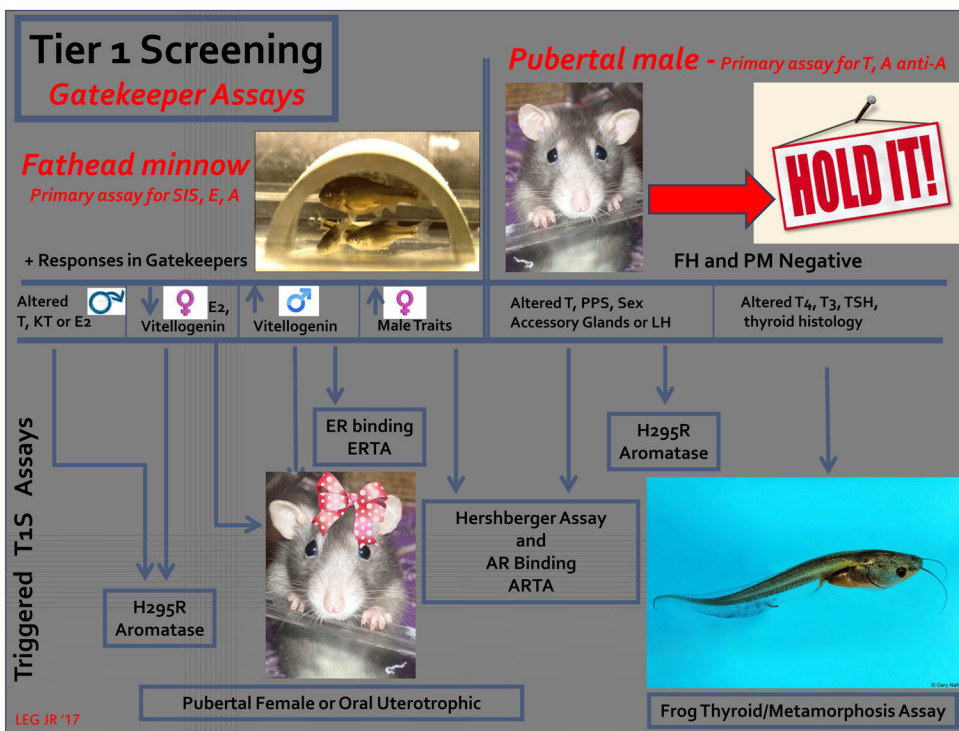 Tier 1 Screening
Gatekeeper Assays
Pubertal male - Primary assay for T, A anti-A
Fathead minnow
Primary assay for SIS, E, A
HOLD IT!
+ Responses in Gatekeepers
FH and PM Negative
Altered
T, KT or E2
E2,
Vitellogenin
Vitellogenin
Male Traits
Altered T, PPS, Sex
Accessory Glands or LH
Altered T4, T3, TSH,
thyroid histology
Triggered T1S Assays
ER binding
ERTA
H295R
Aromatase
Hershberger Assay
and
AR Binding
ARTA
H295R
Aromatase
Pubertal Female or Oral Uterotrophic
Frog Thyroid/Metamorphosis Assay
LEG JR '17